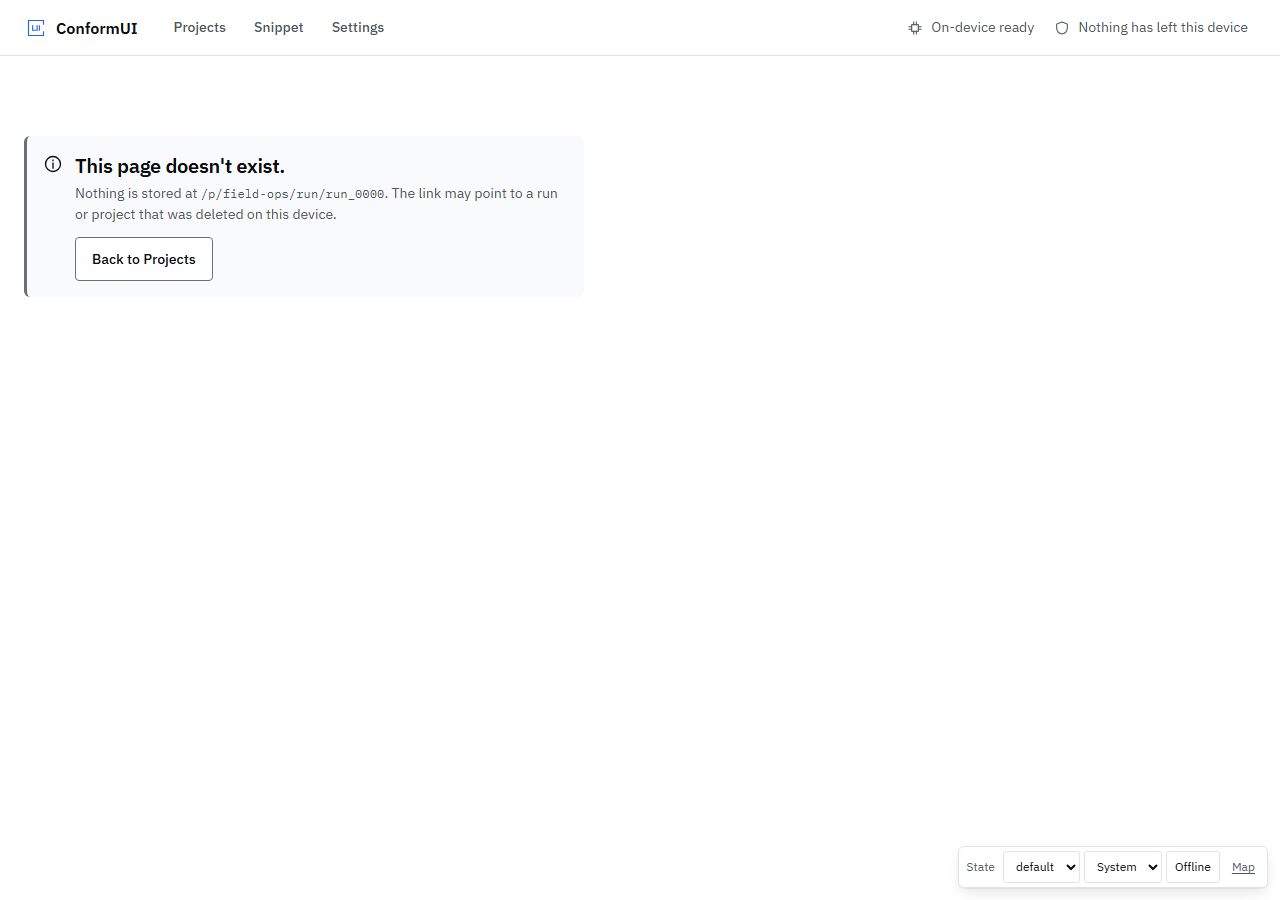 UI ConformUI Projects Snippet Settings On-device ready Nothing has left this device
This page doesn't exist.
Nothing is stored at /p/field-ops/run/run_0000. The link may point to a run
or project that was deleted on this device.
Back to Projects
State default System Offline Map